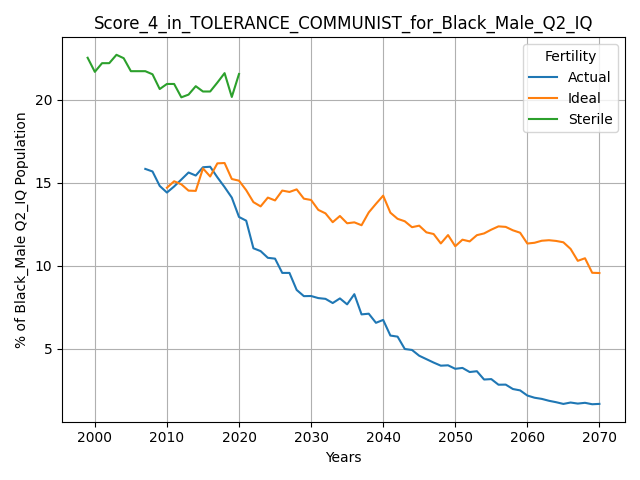 Score_4_in_TOLERANCE_COMMUNIST_for_Black_Male_Q2_IQ
% of Black_Male Q2_IQ Population
20
15
10
5
Fertility
Actual
Ideal
Sterile
2000 2010 2020 2030 2040 2050 2060 2070
Years